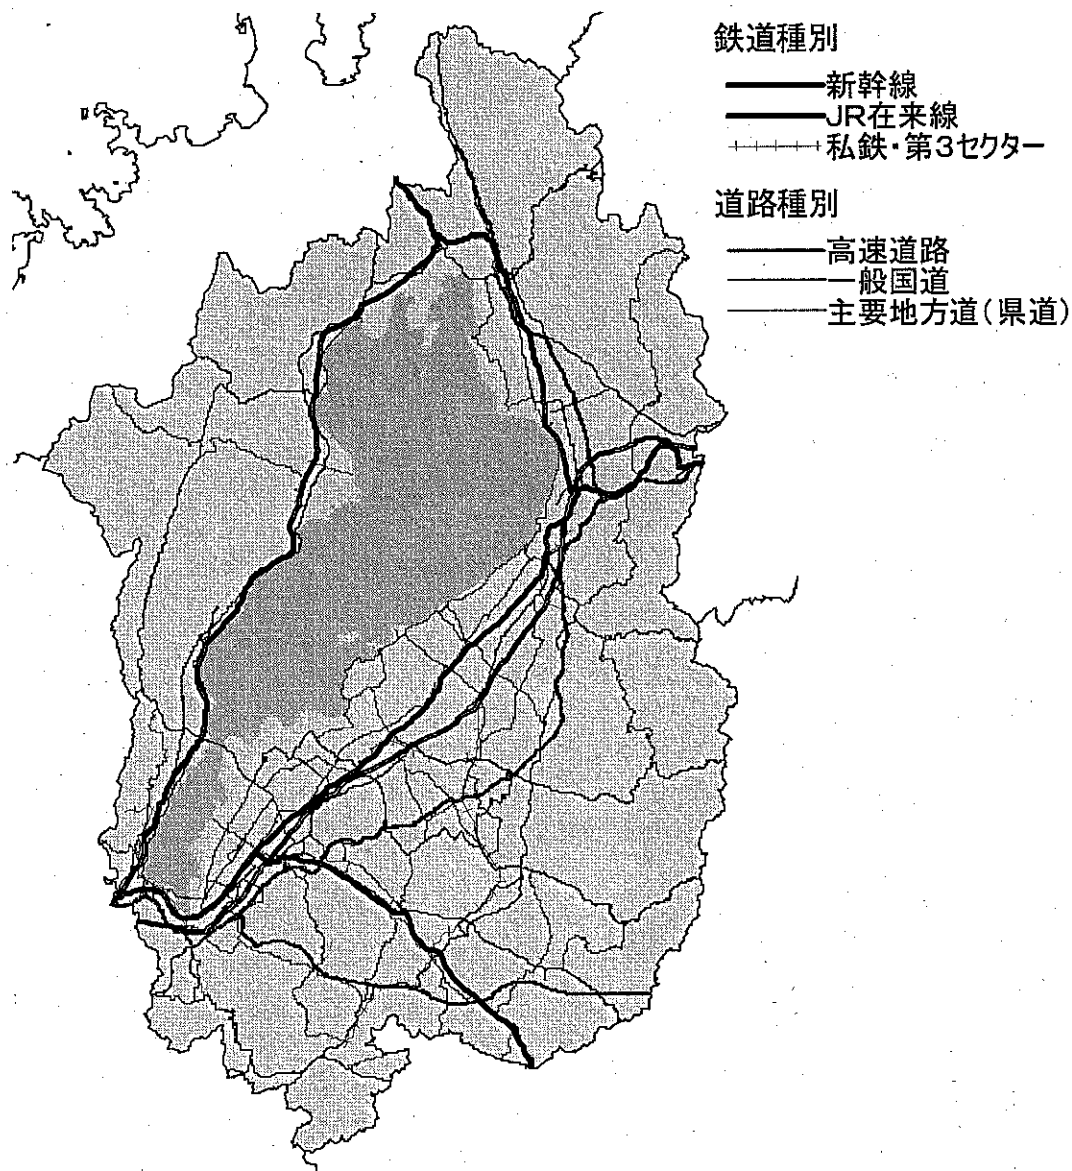 鉄道種別
新幹線
JR在来線
私鉄・第3セクター
道路種別
高速道路
一般国道
主要地方道(県道)